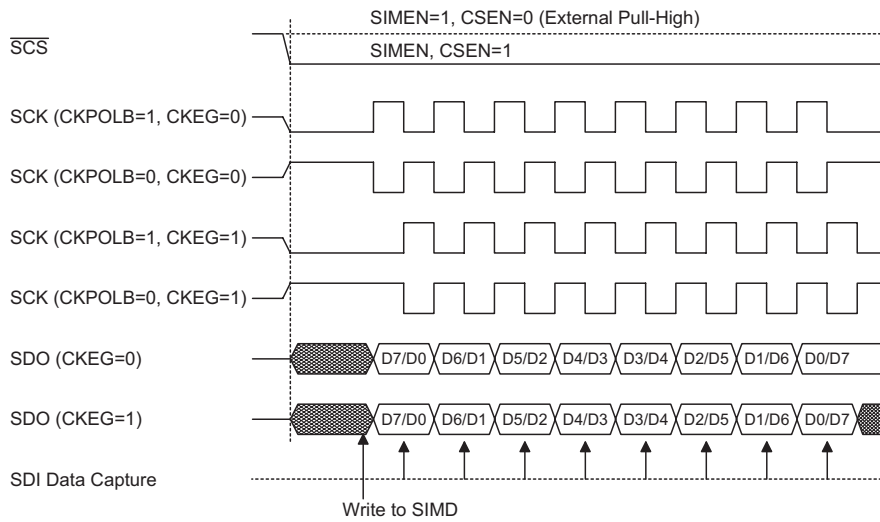 SIMEN=1, CSEN=0 (External Pull-High)
SCS
SIMEN, CSEN=1
SCK (CKPOLB=1, CKEG=0)
SCK (CKPOLB=0, CKEG=0)
SCK (CKPOLB=1, CKEG=1)
SCK (CKPOLB=0, CKEG=1)
SDO (CKEG=0) D7/D0 D6/D1 D5/D2 D4/D3 D3/D4 D2/D5 D1/D6 D0/D7
SDO (CKEG=1) D7/D0 D6/D1 D5/D2 D4/D3 D3/D4 D2/D5 D1/D6 D0/D7
SDI Data Capture
Write to SIMD